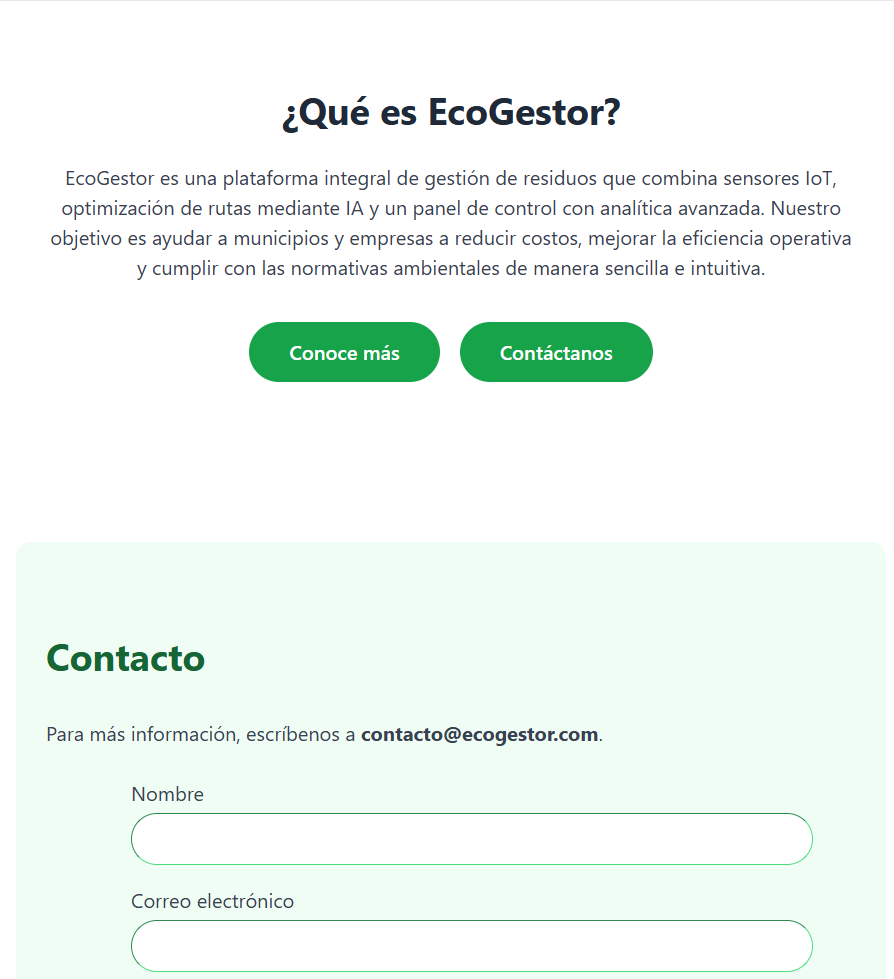 ¿Qué es EcoGestor?
EcoGestor es una plataforma integral de gestión de residuos que combina sensores IoT,
optimización de rutas mediante IA y un panel de control con analítica avanzada. Nuestro
objetivo es ayudar a municipios y empresas a reducir costos, mejorar la eficiencia operativa
y cumplir con las normativas ambientales de manera sencilla e intuitiva.
Conoce más Contáctanos
Contacto
Para más información, escríbenos a contacto@ecogestor.com.
Nombre
Correo electrónico